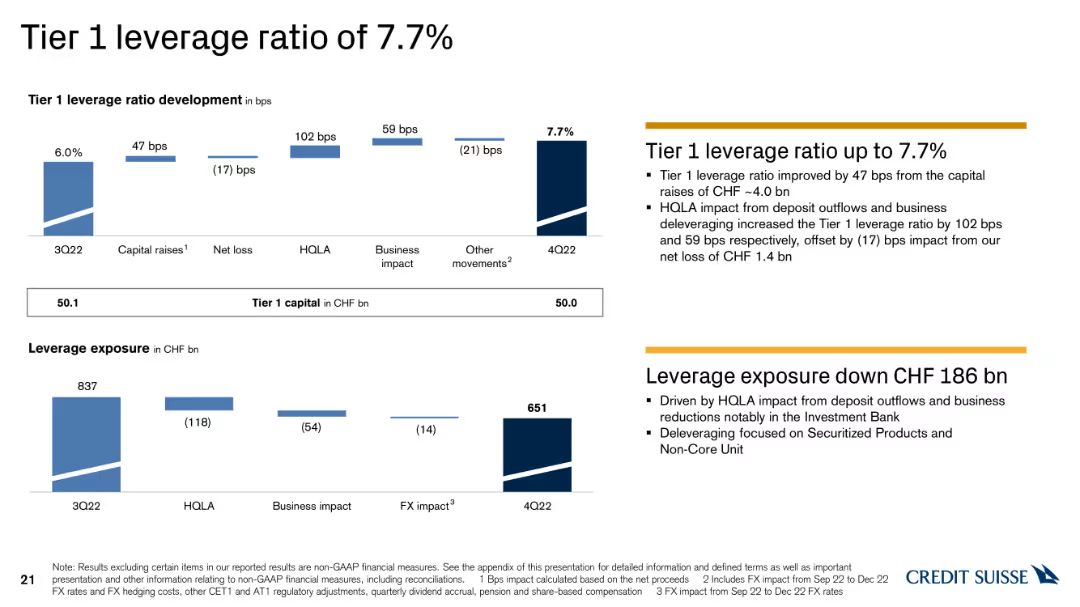 Tier 1 leverage ratio of 7.7%
Tier 1 leverage ratio development in bps
6.0%
47 bps
(17) bps
102 bps
59 bps
(21) bps
7.7%
3Q22
Capital raises1
Net loss
HQLA
Business
impact
Other
movements2
4Q22
50.1
Tier 1 capital in CHF bn
50.0
Leverage exposure in CHF bn
837
(118)
(54)
(14)
651
3Q22
HQLA
Business impact
FX impact3
4Q22
Tier 1 leverage ratio up to 7.7%
▪ Tier 1 leverage ratio improved by 47 bps from the capital
raises of CHF ~4.0 bn
▪ HQLA impact from deposit outflows and business
deleveraging increased the Tier 1 leverage ratio by 102 bps
and 59 bps respectively, offset by (17) bps impact from our
net loss of CHF 1.4 bn
Leverage exposure down CHF 186 bn
▪ Driven by HQLA impact from deposit outflows and business
reductions notably in the Investment Bank
▪ Deleveraging focused on Securitized Products and
Non-Core Unit
21
Note: Results excluding certain items in our reported results are non-GAAP financial measures. See the appendix of this presentation for detailed information and defined terms as well as important
presentation and other information relating to non-GAAP financial measures, including reconciliations. 1 Bps impact calculated based on the net proceeds 2 Includes FX impact from Sep 22 to Dec 22
FX rates and FX hedging costs, other CET1 and AT1 regulatory adjustments, quarterly dividend accrual, pension and share-based compensation 3 FX impact from Sep 22 to Dec 22 FX rates
CREDIT SUISSE